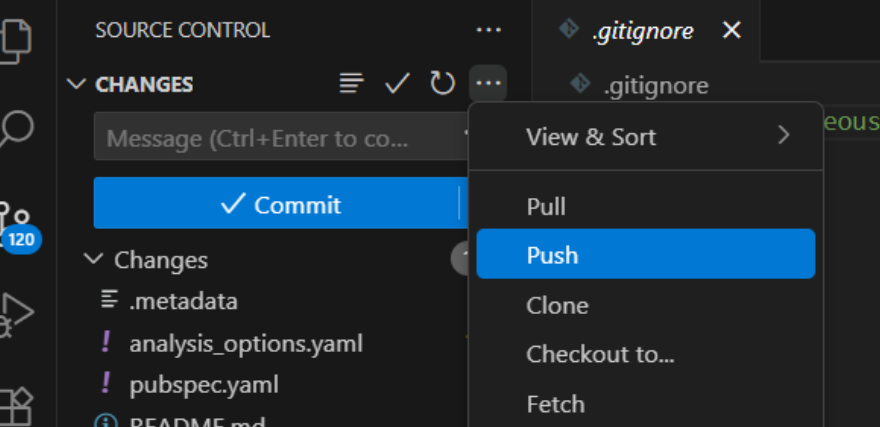 SOURCE CONTROL
.gitignore
CHANGES
.gitignore
Message (Ctrl+Enter to co...
View & Sort
Commit
Pull
Push
Changes
Clone
.metadata
analysis_options.yaml
Checkout to...
pubspec.yaml
Fetch
README.md
120